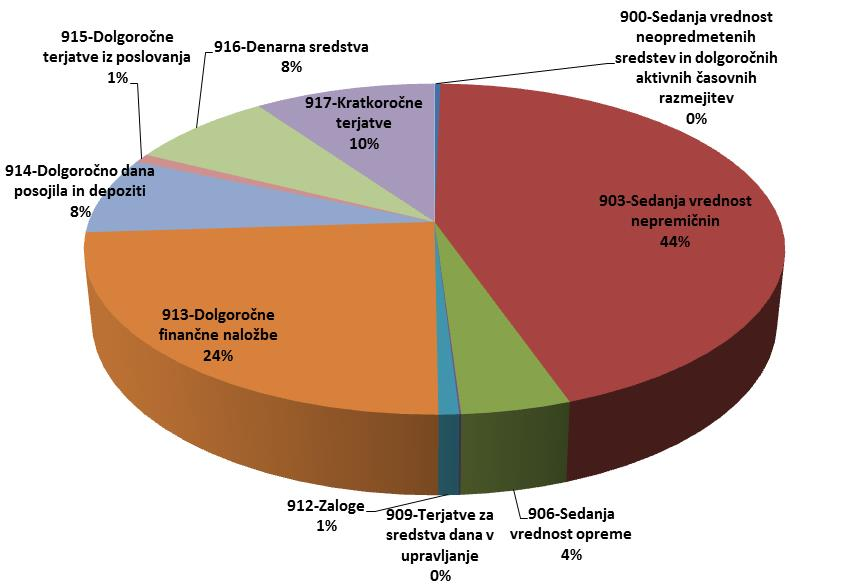 900-Sedanja vrednost
neopredmetenih
sredstev in dolgoročnih
aktivnih časovnih
razmejitev
0%
903-Sedanja vrednost
nepremičnin
44%
906-Sedanja
vrednost opreme
4%
909-Terjatve za
sredstva dana v
upravljanje
0%
912-Zaloge
1%
913-Dolgoročne
finančne naložbe
24%
914-Dolgoročno dana
posojila in depoziti
8%
915-Dolgoročne
terjatve iz poslovanja
1%
916-Denarna sredstva
8%
917-Kratkoročne
terjatve
10%